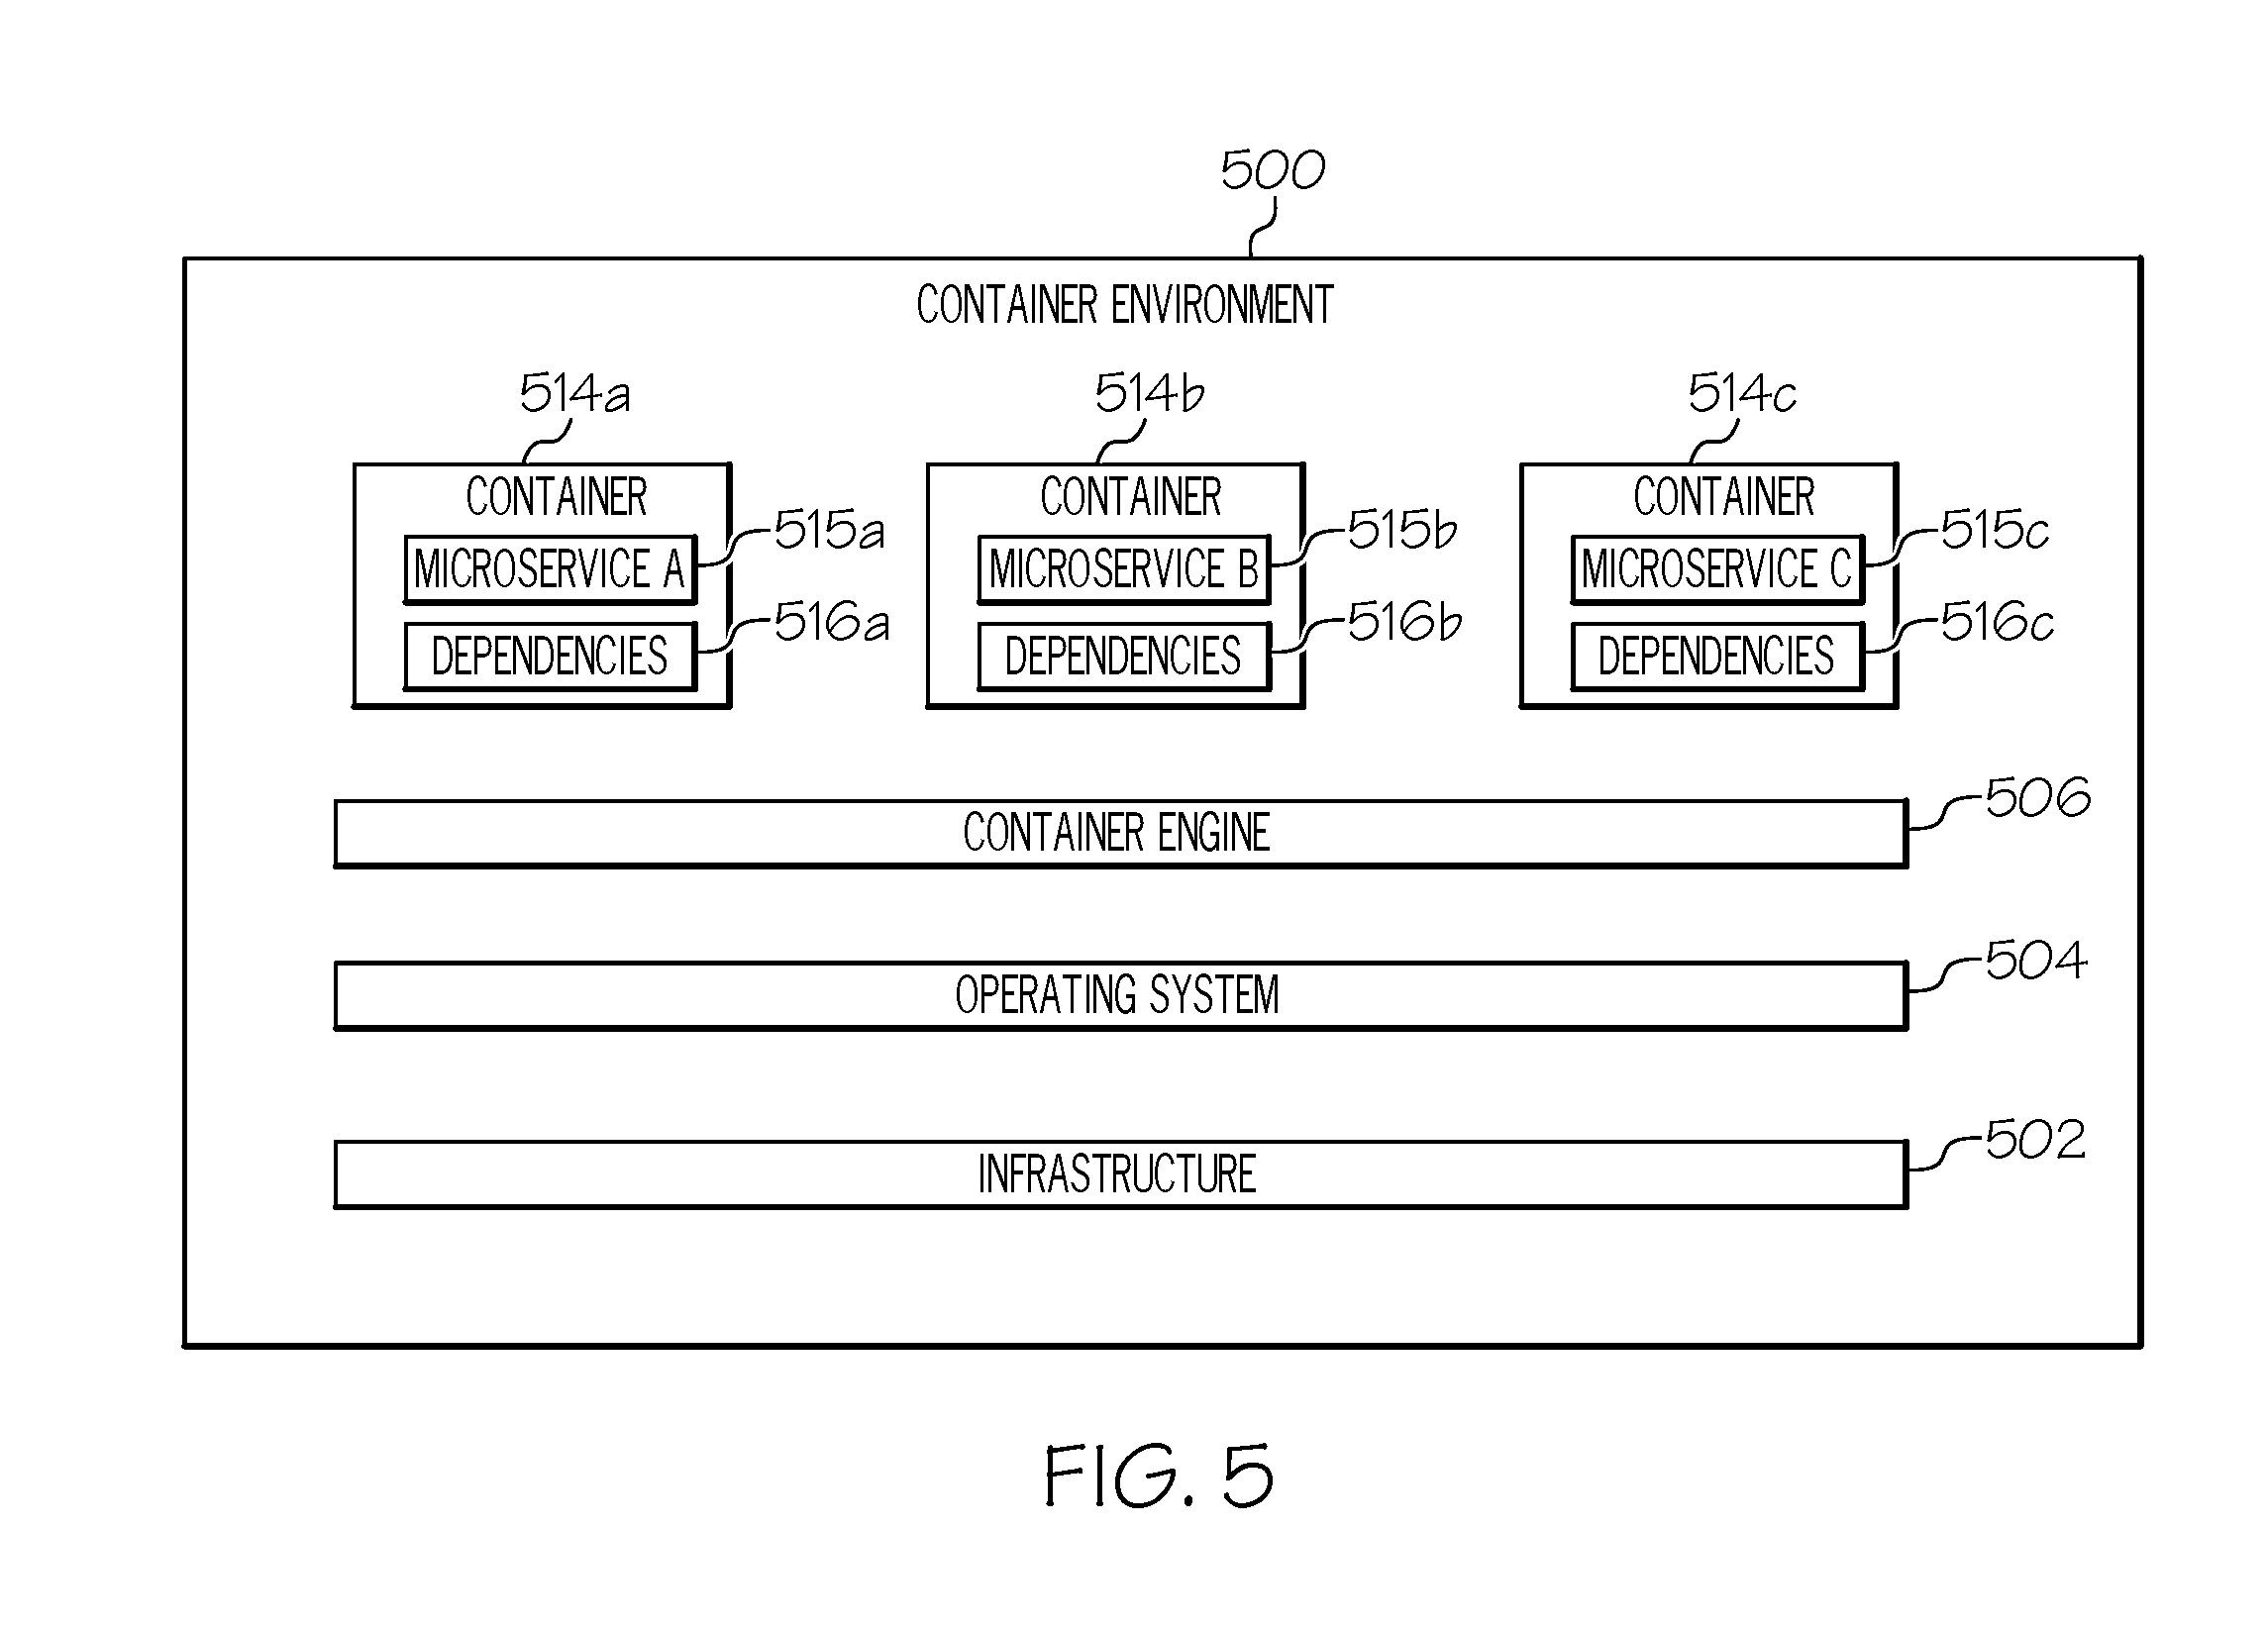 500
CONTAINER ENVIRONMENT
514a 514b 514c
CONTAINER CONTAINER CONTAINER
515a 515b 515c
MICROSERVICE A MICROSERVICE B MICROSERVICE C
516a 516b 516c
DEPENDENCIES DEPENDENCIES DEPENDENCIES
506
CONTAINER ENGINE
504
OPERATING SYSTEM
502
INFRASTRUCTURE
FIG. 5